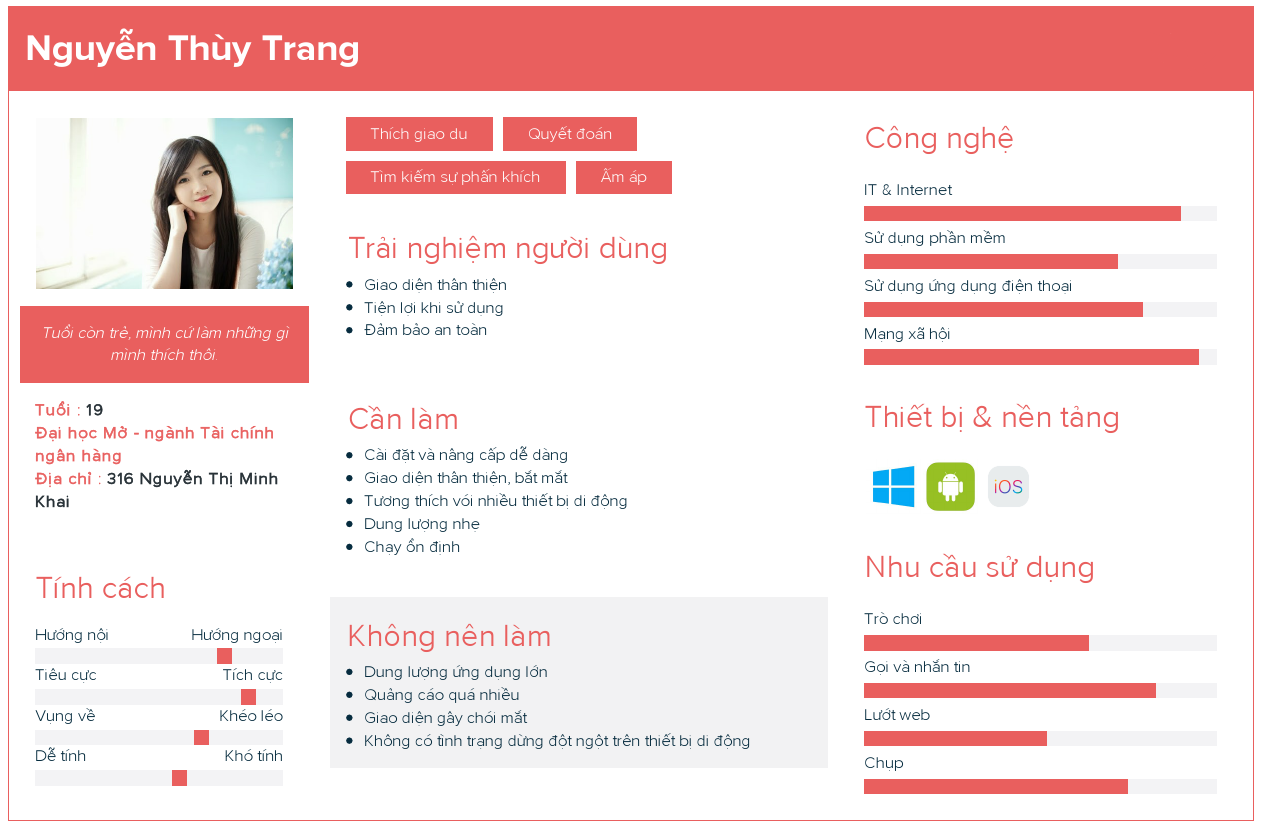 Nguyễn Thùy Trang
Tuổi còn trẻ, mình cứ làm những gì
mình thích thôi.
Tuổi : 19
Đại học Mở - ngành Tài chính
ngân hàng
Địa chỉ : 316 Nguyễn Thị Minh
Khai
Tính cách
Hướng nội Hướng ngoại
Tiêu cực Tích cực
Vụng về Khéo léo
Dễ tính Khó tính
Thích giao du Quyết đoán
Tìm kiếm sự phấn khích Ấm áp
Trải nghiệm người dùng
Giao diện thân thiện
Tiện lợi khi sử dụng
Đảm bảo an toàn
Cần làm
Cài đặt và nâng cấp dễ dàng
Giao diện thân thiện, bắt mắt
Tương thích vói nhiều thiết bị di động
Dung lượng nhẹ
Chạy ổn định
Không nên làm
Dung lượng ứng dụng lớn
Quảng cáo quá nhiều
Giao diện gây chói mắt
Không có tình trạng dừng đột ngột trên thiết bị di động
Công nghệ
IT & Internet
Sử dụng phần mềm
Sử dụng ứng dụng điện thoại
Mạng xã hội
Thiết bị & nền tảng
iOS
Nhu cầu sử dụng
Trò chơi
Gọi và nhắn tin
Lướt web
Chụp